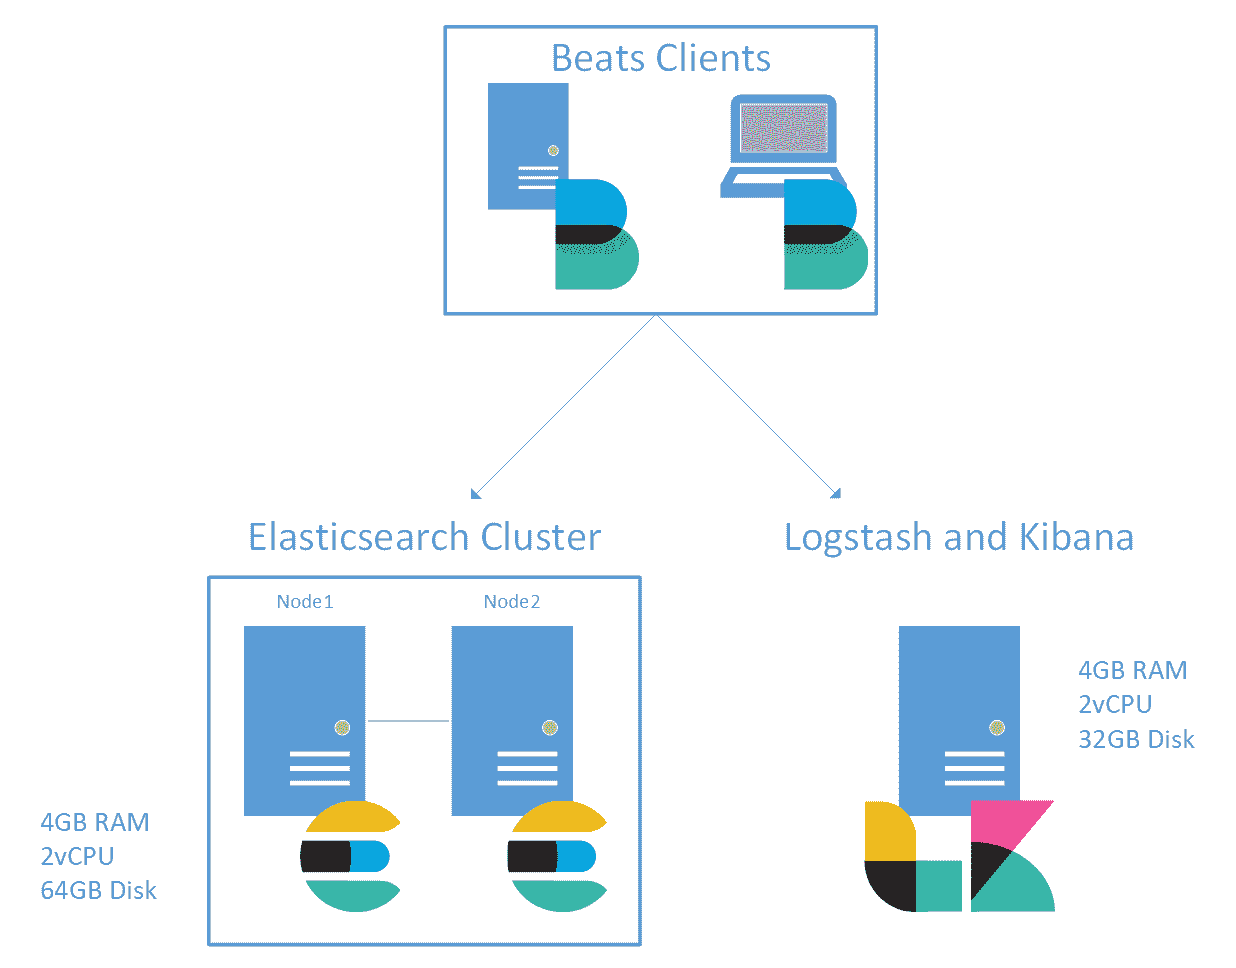 Beats Clients
Elasticsearch Cluster
Logstash and Kibana
Node1
Node2
4GB RAM
2vCPU
32GB Disk
4GB RAM
2vCPU
64GB Disk